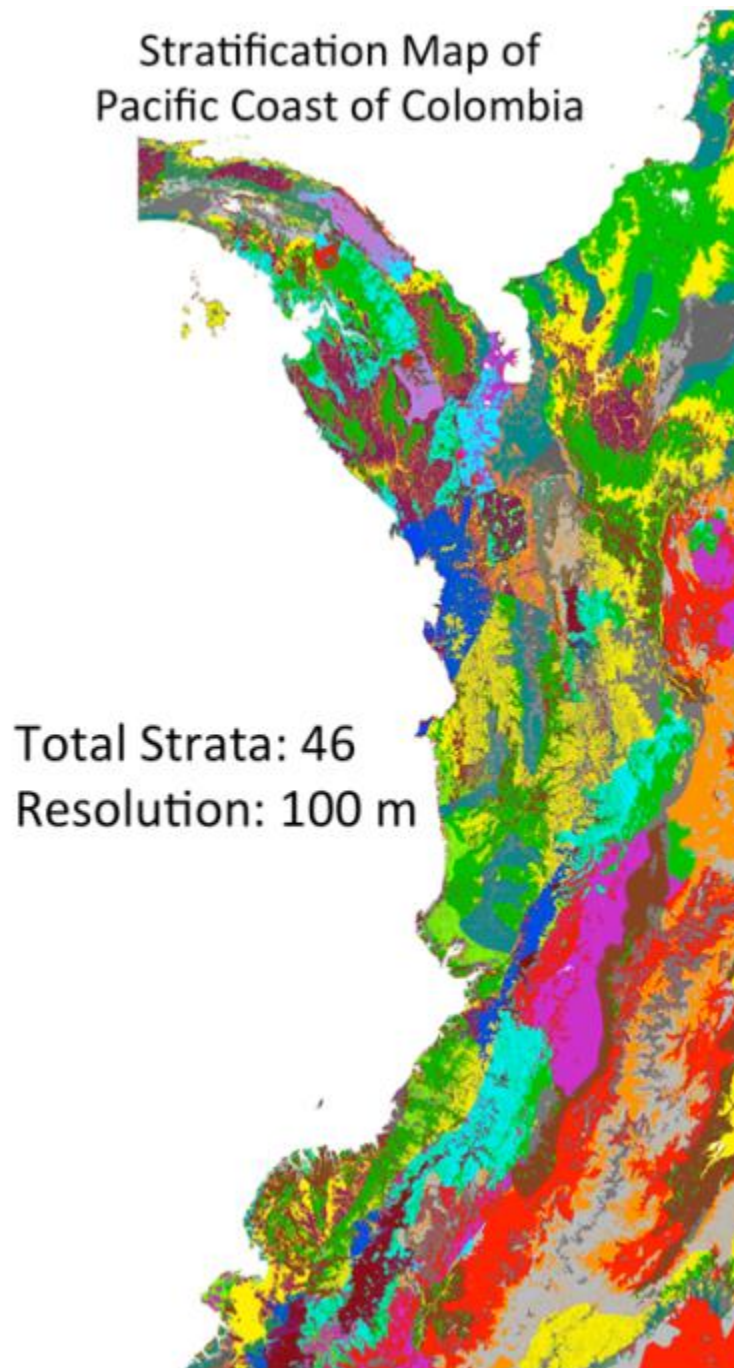 Stratification Map of
Pacific Coast of Colombia
Total Strata: 46
Resolution: 100 m